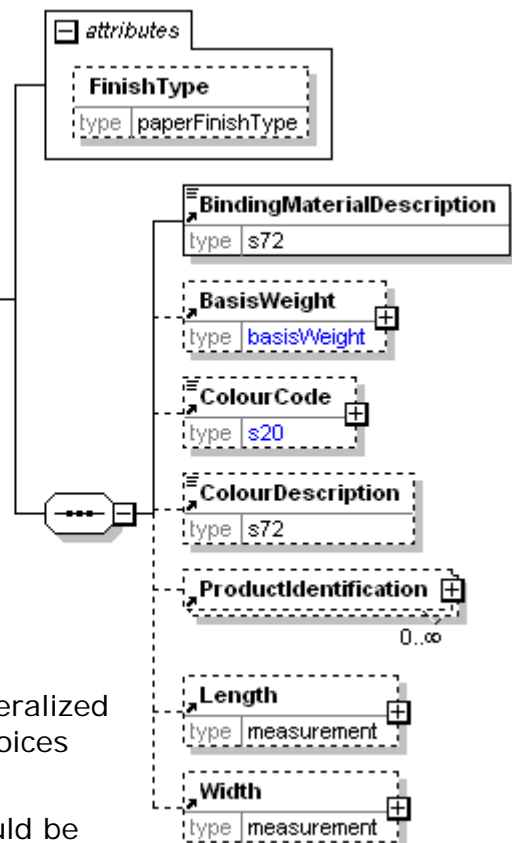 attributes
FinishType
type paperFinishType
BindingMaterialDescription
type s72
BasisWeight
type basisWeight
ColourCode
type s20
ColourDescription
type s72
ProductIdentification
0..∞
Length
type measurement
Width
type measurement
eralized
oices
uld be